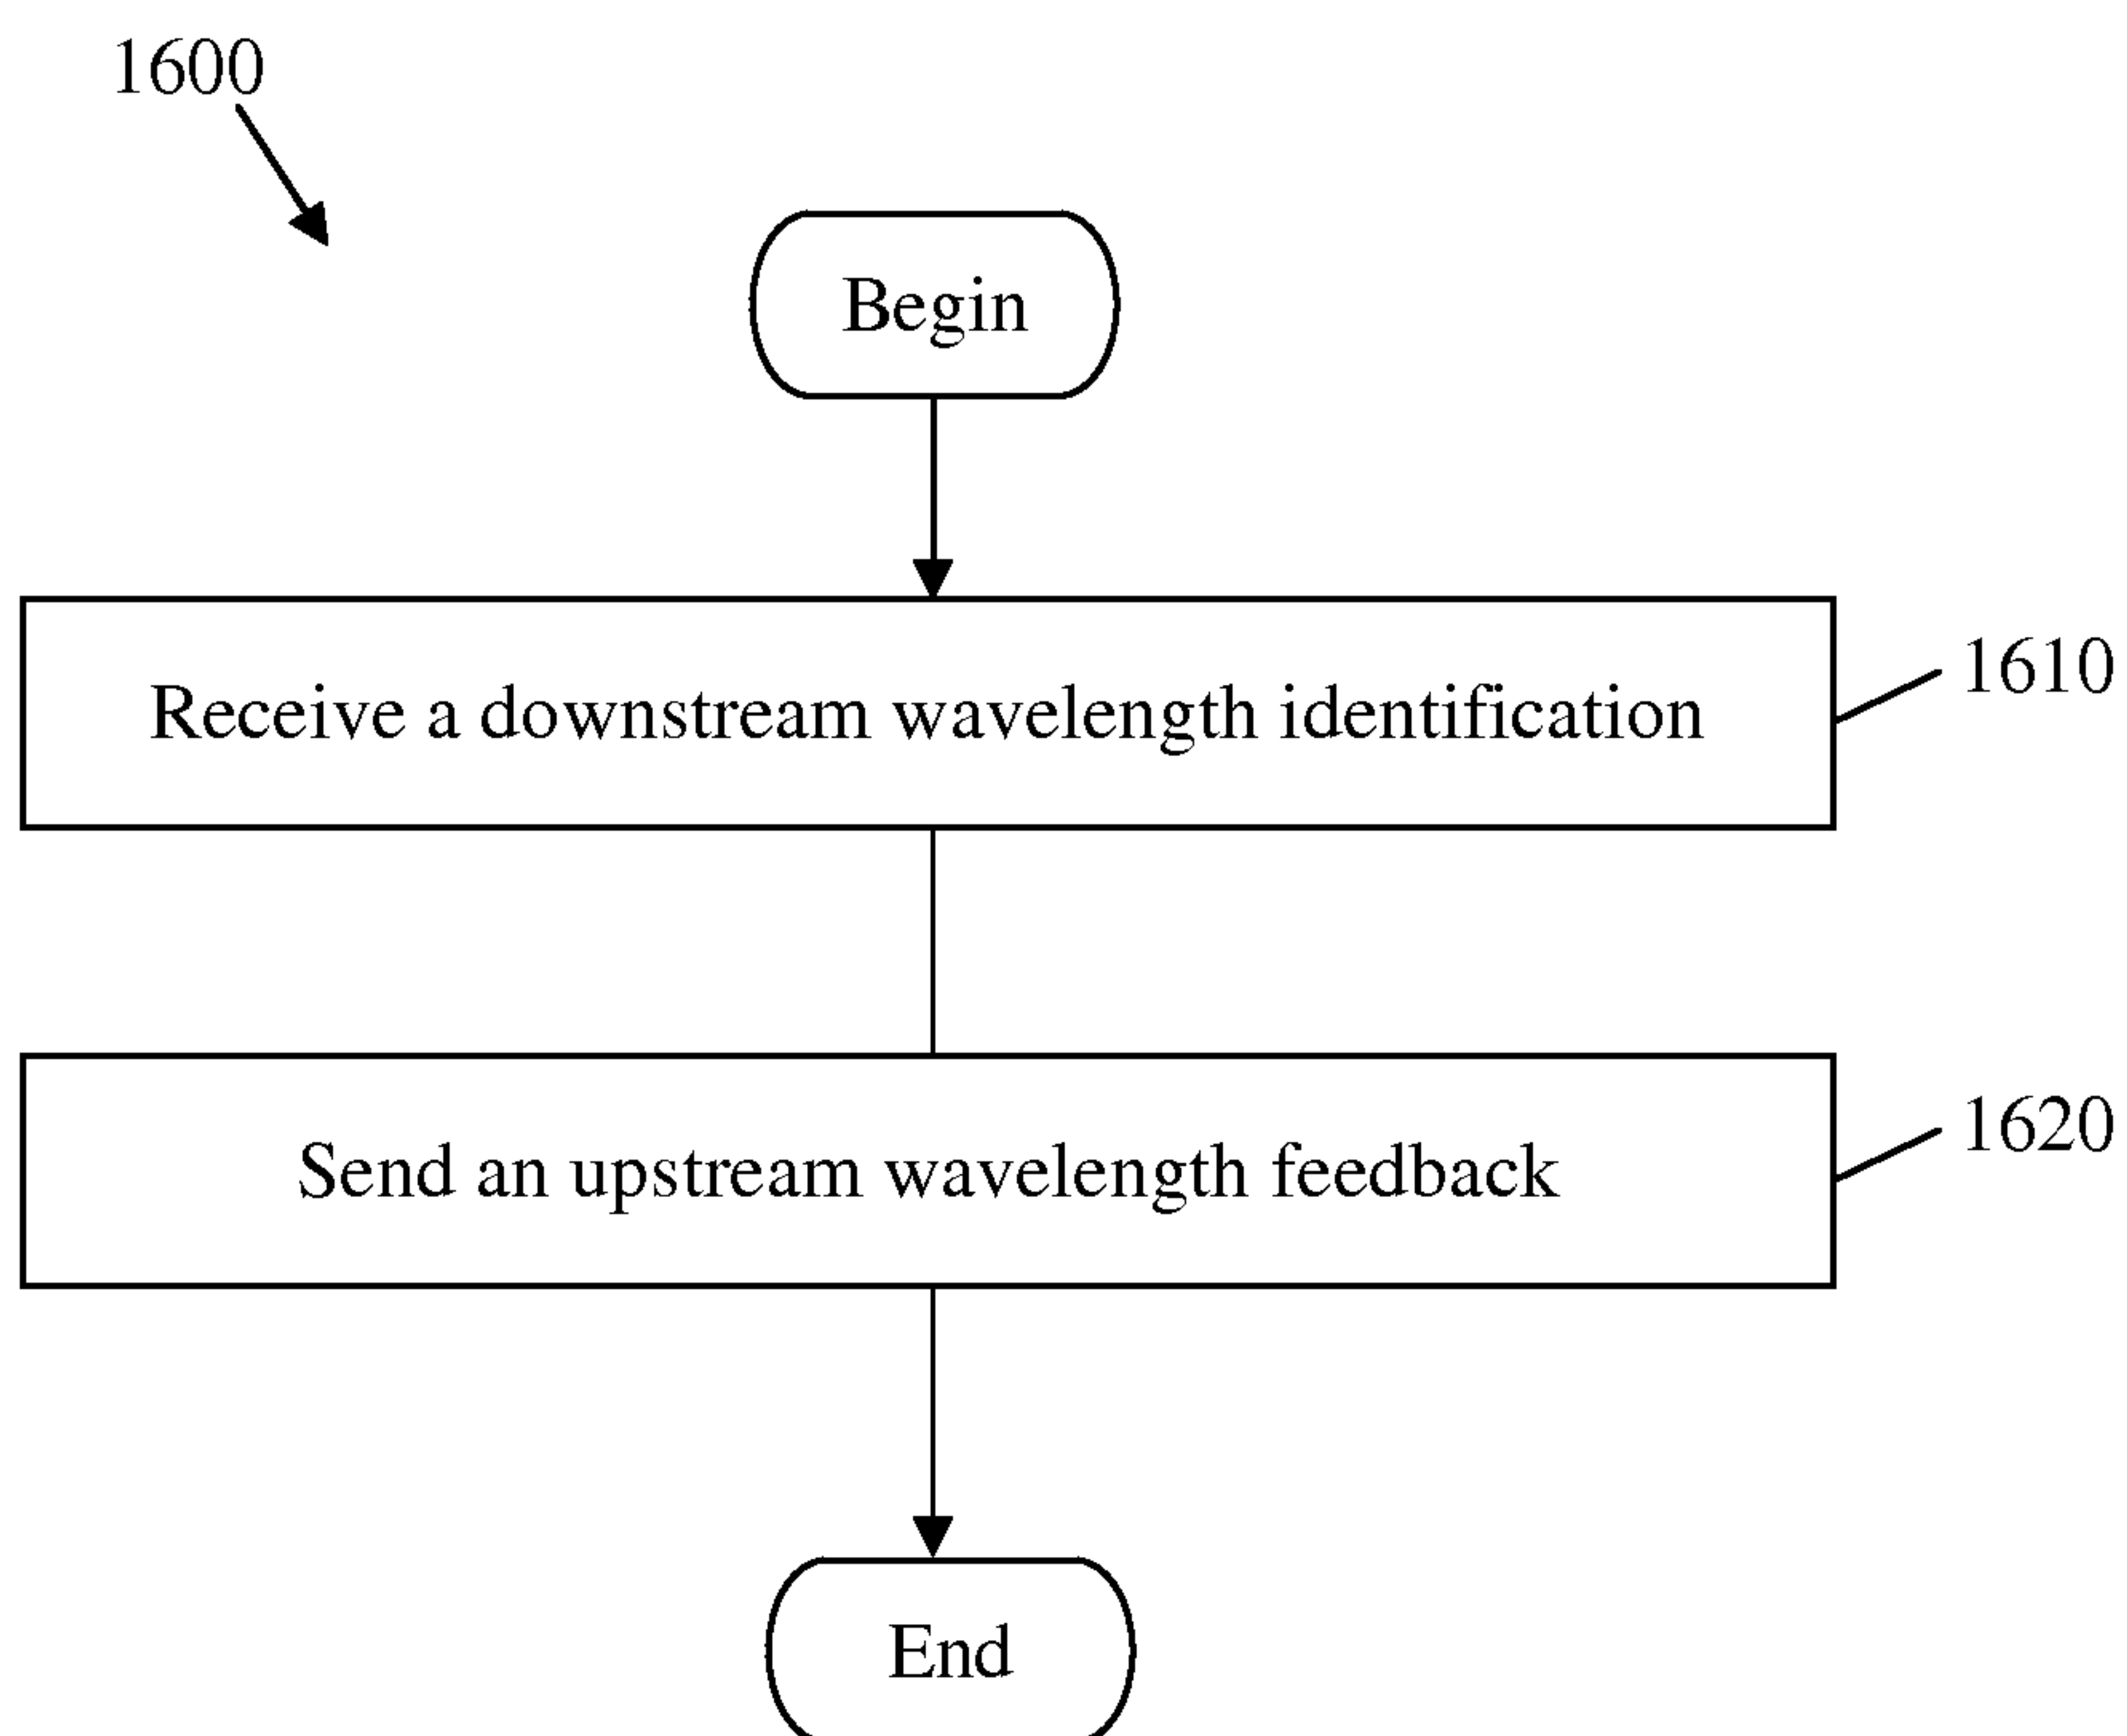 1600
Begin
Receive a downstream wavelength identification
1610
Send an upstream wavelength feedback
1620
End